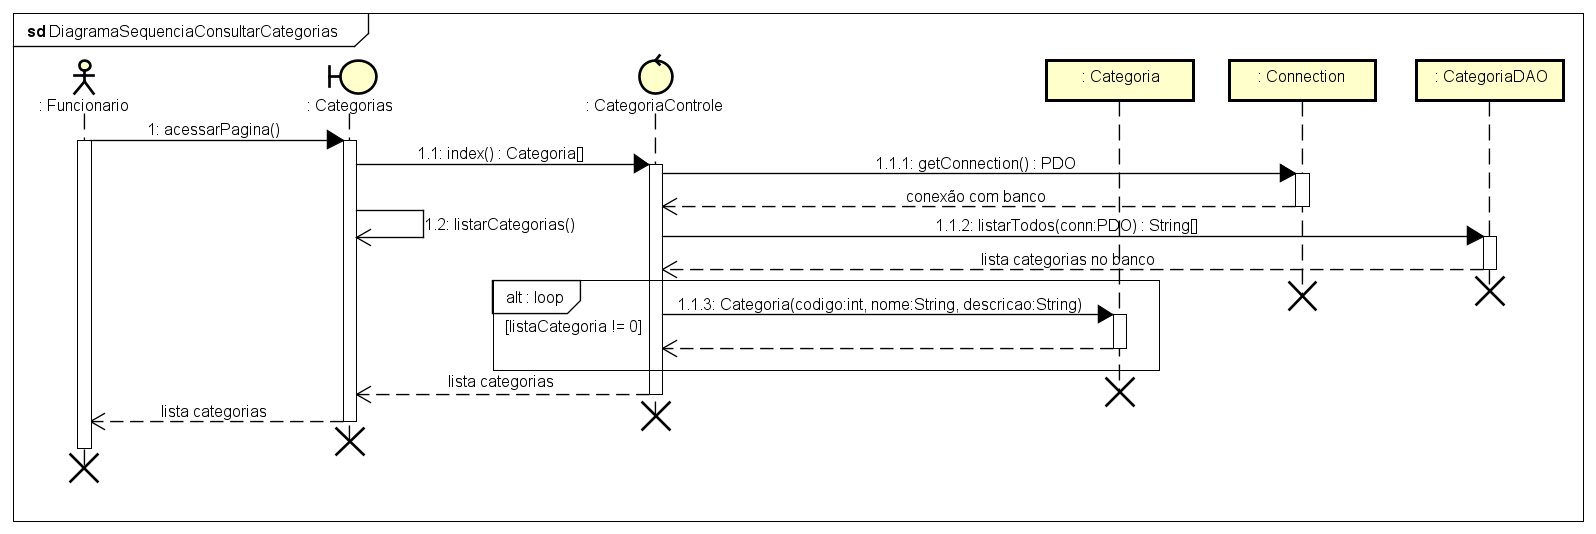 sd DiagramaSequenciaConsultarCategorias
: Funcionario
: Categorias
: CategoriaControle
: Categoria
: Connection
: CategoriaDAO
1: acessarPagina()
1.1: index() : Categoria[]
1.1.1: getConnection() : PDO
conexão com banco
1.2: listarCategorias()
1.1.2: listarTodos(conn:PDO) : String[]
lista categorias no banco
alt : loop
[listaCategoria != 0]
1.1.3: Categoria(codigo:int, nome:String, descricao:String)
lista categorias
lista categorias